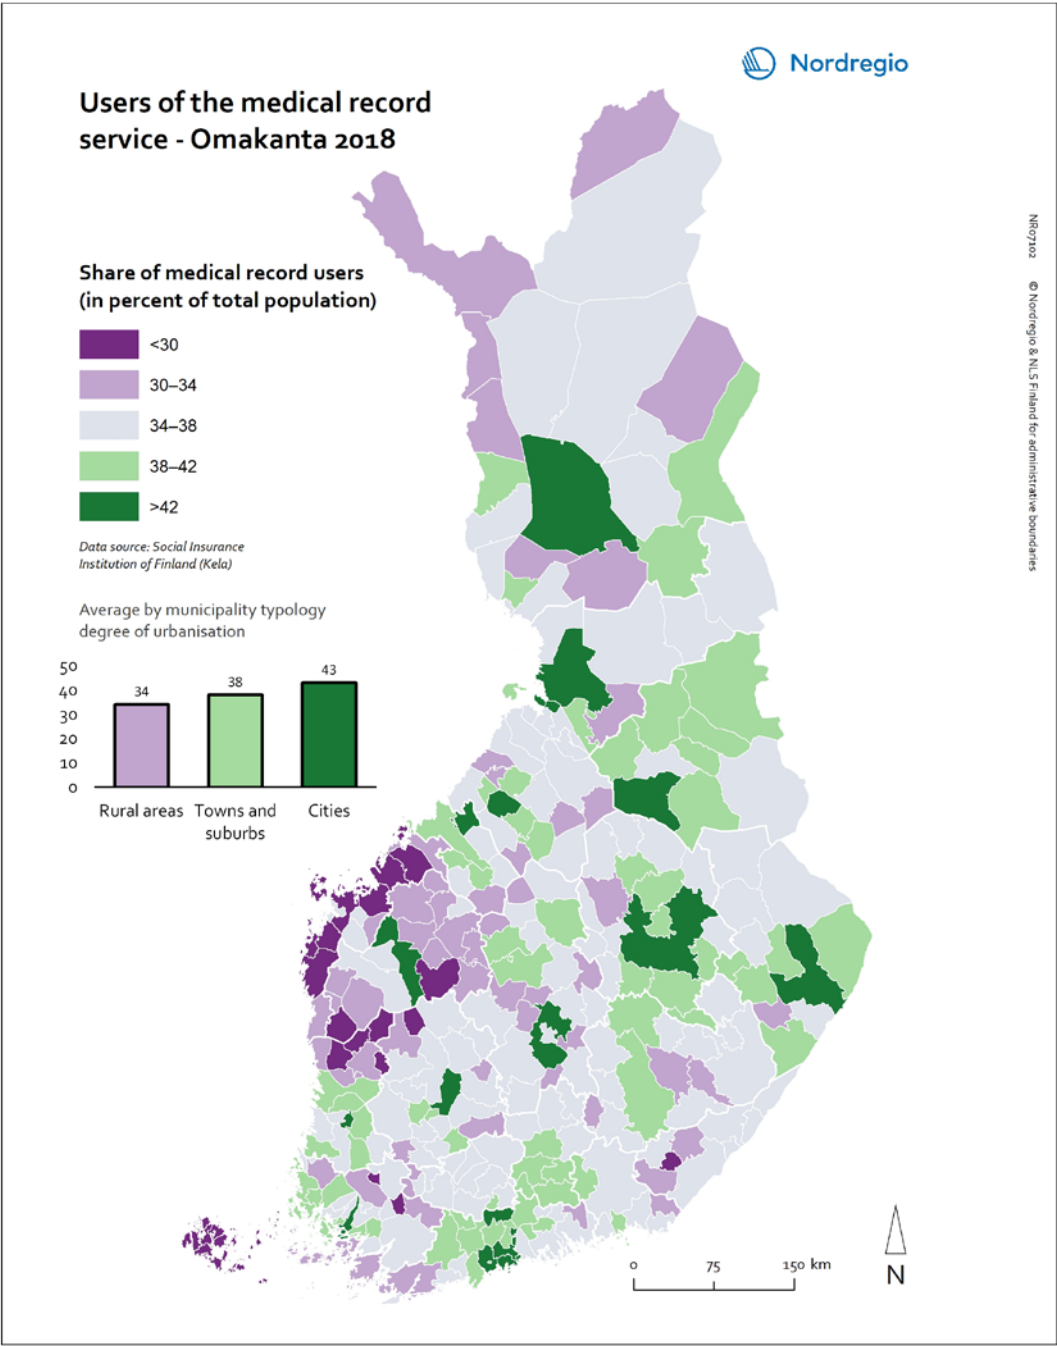 Nordregio
Users of the medical record
service - Omakanta 2018
Share of medical record users
(in percent of total population)
<30
30–34
34–38
38–42
>42
Data source: Social Insurance
Institution of Finland (Kela)
Average by municipality typology
degree of urbanisation
50
40
30
20
10
0
34
38
43
Rural areas
Towns and
suburbs
Cities
NR07102 © Nordregio & NLS Finland for administrative boundaries
0 75 150 km
N